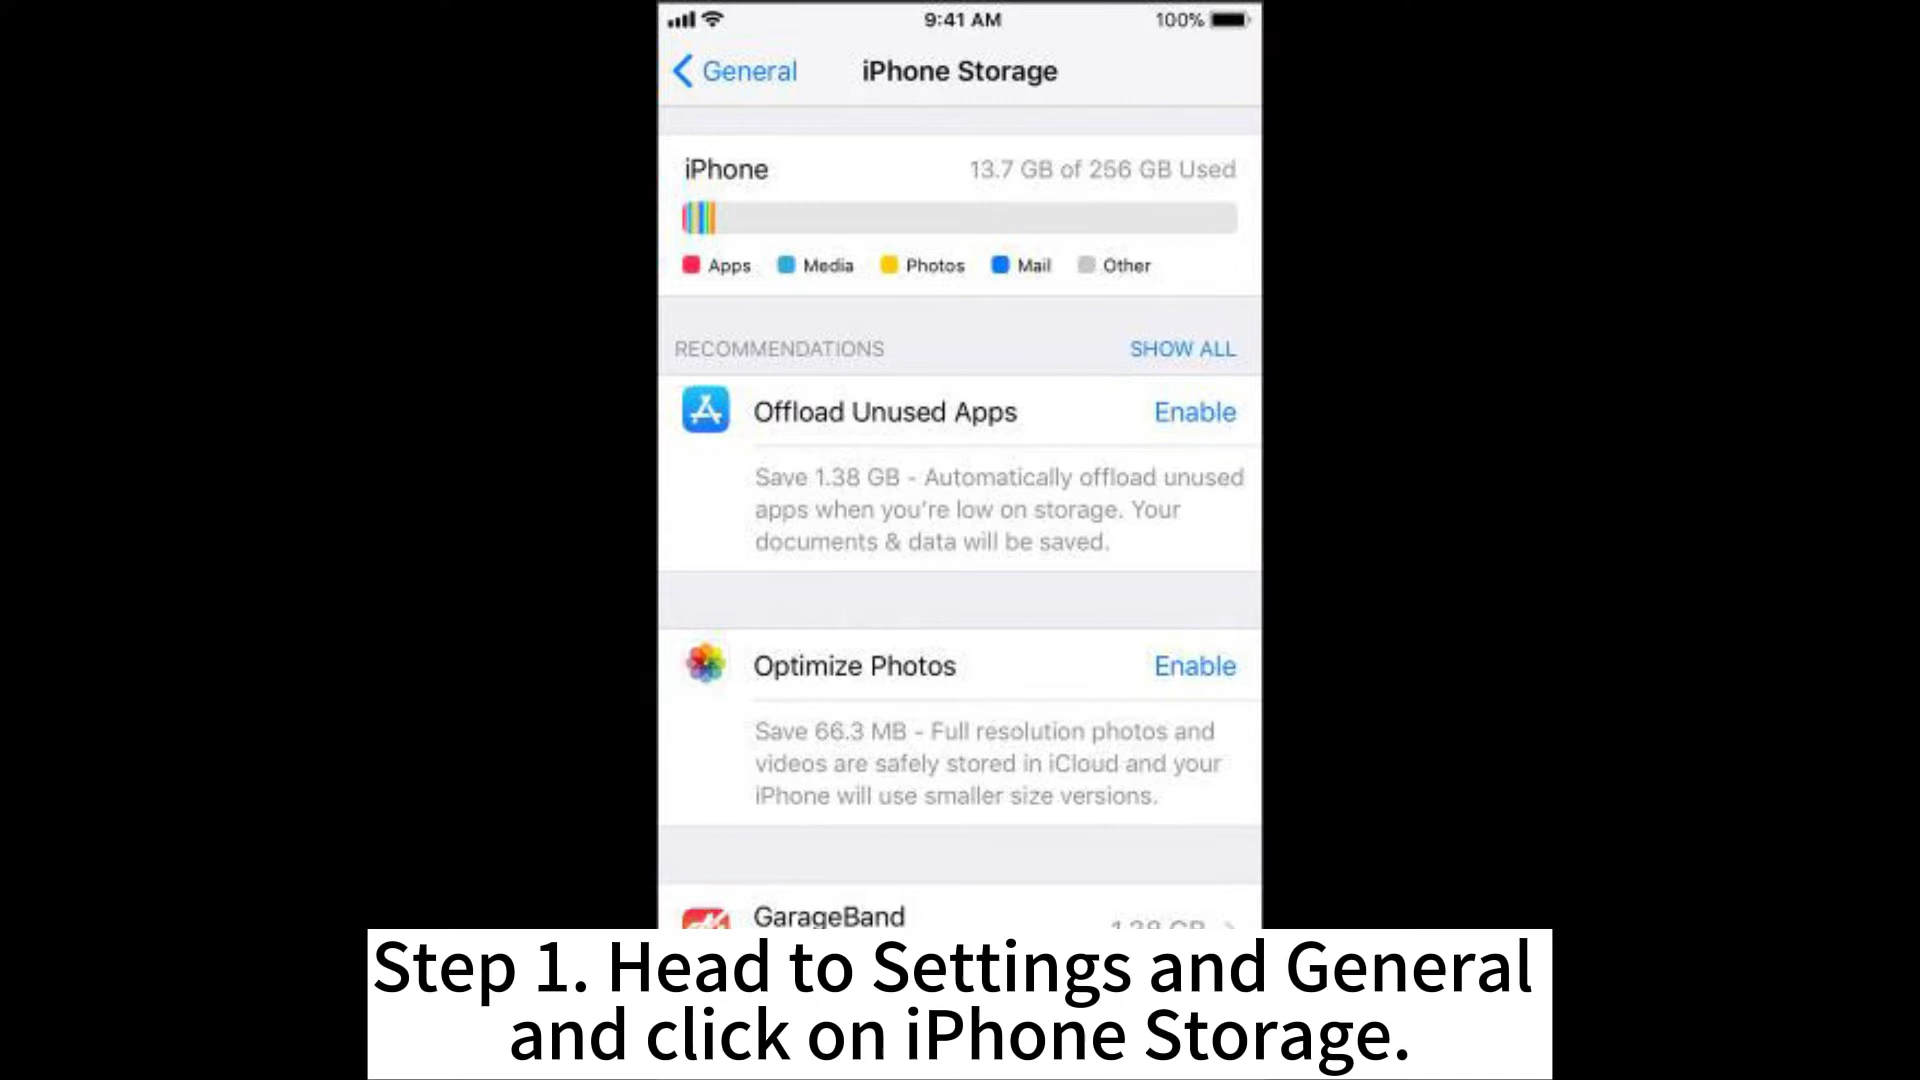 9:41 AM
100%
General
iPhone Storage
iPhone
13.7 GB of 256 GB Used
Apps
Media
Photos
Mail
Other
RECOMMENDATIONS
SHOW ALL
Offload Unused Apps
Enable
Save 1.38 GB - Automatically offload unused
apps when you're low on storage. Your
documents & data will be saved.
Optimize Photos
Enable
Save 66.3 MB - Full resolution photos and
videos are safely stored in iCloud and your
iPhone will use smaller size versions.
GarageBand
Step 1. Head to Settings and General
and click on iPhone Storage.